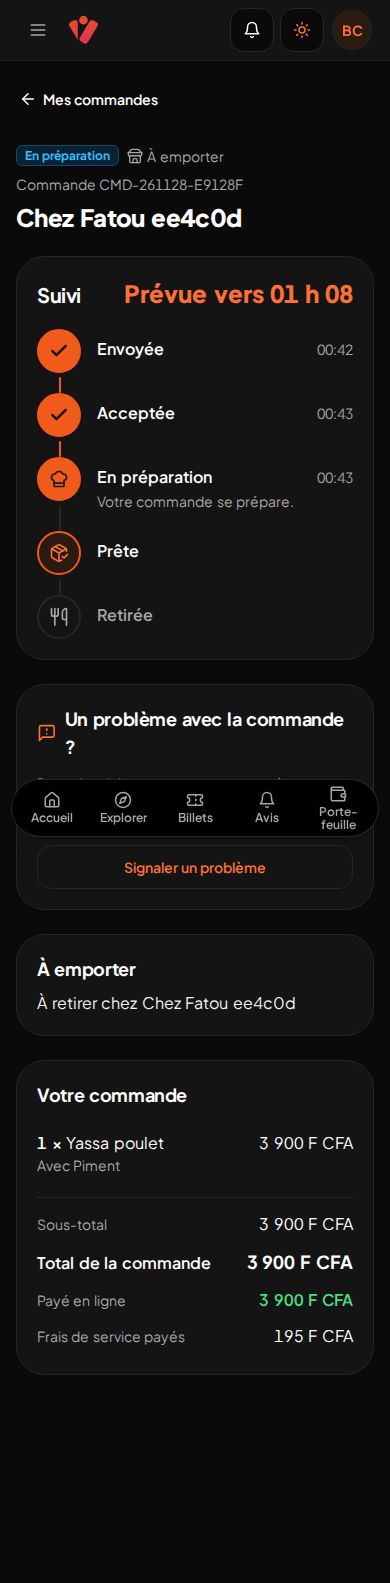 BC
Mes commandes
En préparation À emporter
Commande CMD-261128-E9128F
Chez Fatou ee4c0d
Suivi Prévue vers 01 h 08
Envoyée 00:42
Acceptée 00:43
En préparation 00:43
Votre commande se prépare.
Prête
Retirée
Un problème avec la commande
?
Accueil Explorer Billets Avis Porte-
feuille
Signaler un problème
À emporter
À retirer chez Chez Fatou ee4c0d
Votre commande
1 × Yassa poulet 3 900 F CFA
Avec Piment
Sous-total 3 900 F CFA
Total de la commande 3 900 F CFA
Payé en ligne 3 900 F CFA
Frais de service payés 195 F CFA